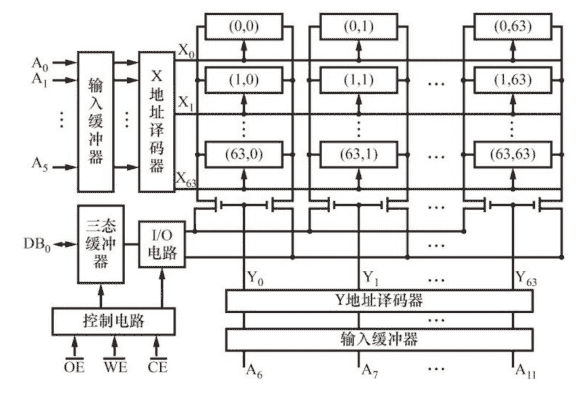 (0,0) (0,1) (0,63)
A₀ X₀
A₁ (1,0) (1,1) … (1,63)
输入缓冲器 X地址译码器 X₁
⋮ ⋮ ⋮ ⋮ ⋮
A₅ (63,0) (63,1) … (63,63)
X₆₃
…
DB₀ 三态缓冲器 I/O电路 …
Y₀ Y₁ … Y₆₃
Y地址译码器
控制电路 … …
输入缓冲器
O̅E̅ W̅E̅ C̅E̅ A₆ A₇ … A₁₁